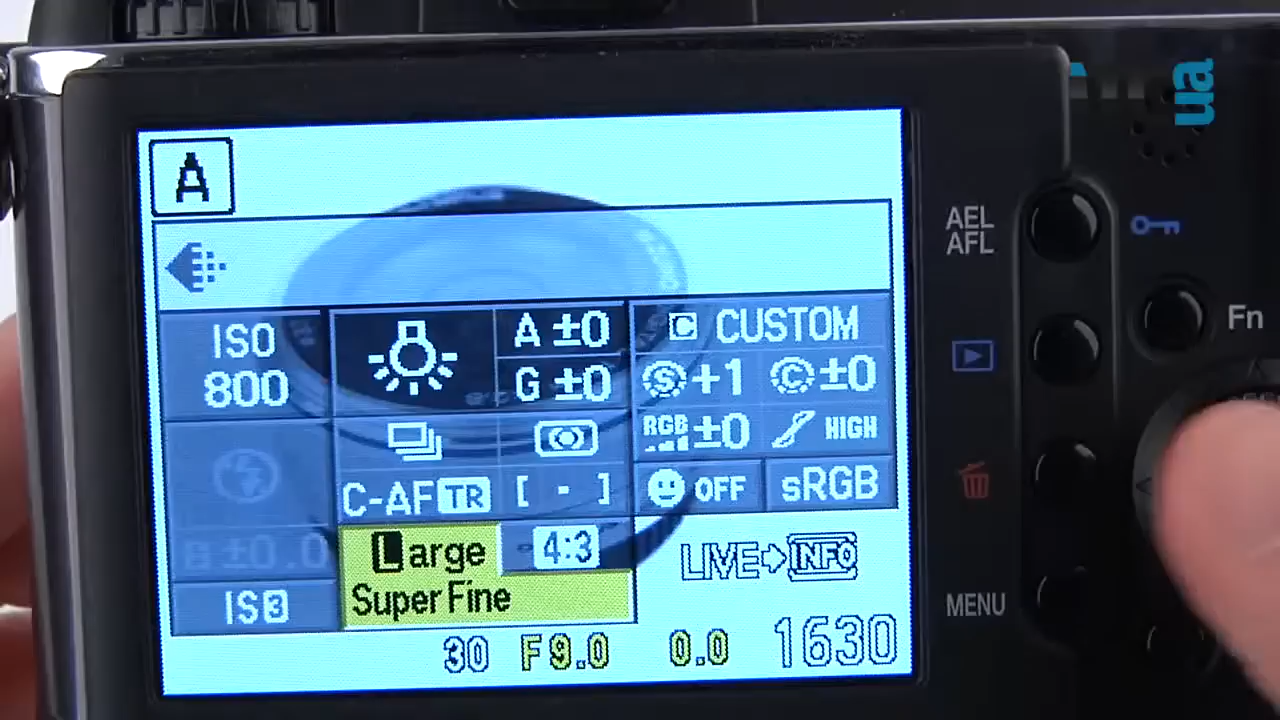 ua
A
AEL
AFL
Fn
ISO
800
A ±0
G ±0
C CUSTOM
S +1
C ±0
RGB ±0
HIGH
C-AF TR
[ - ]
OFF
sRGB
Large
4:3
Super Fine
IS3
LIVE INFO
MENU
30 F9.0 0.0 1630